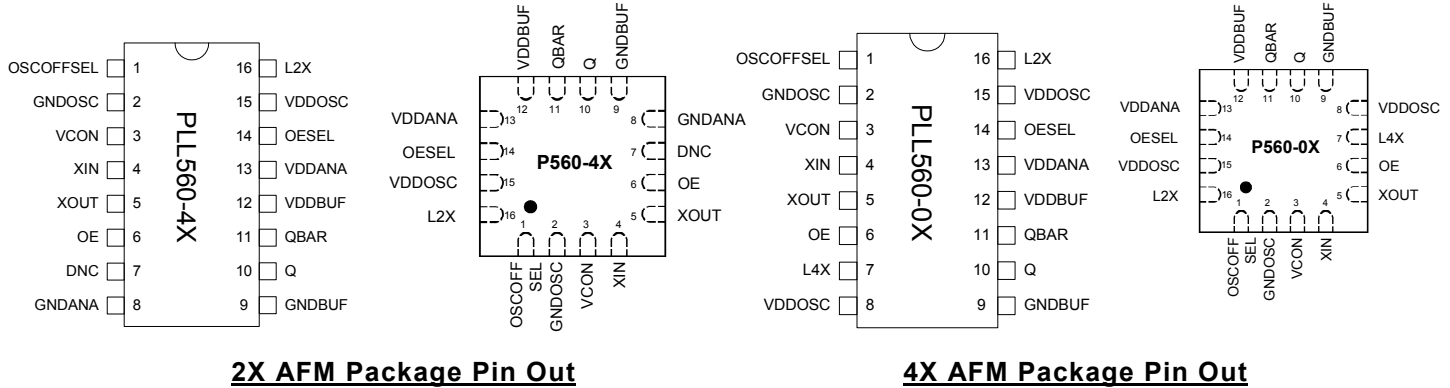 OSCOFFSEL 1 16 L2X
GNDOSC 2 15 VDDOSC
VCON 3 14 OESEL
XIN 4 13 VDDANA
XOUT 5 12 VDDBUF
OE 6 11 QBAR
DNC 7 10 Q
GNDANA 8 9 GNDBUF
PLL560-4X
VDDBUF
QBAR
Q
GNDBUF
12 11 10 9
VDDANA 13 8 GNDANA
OESEL 14 7 DNC
P560-4X
VDDOSC 15 6 OE
L2X 16 5 XOUT
1 2 3 4
OSCOFF
SEL
GNDOSC
VCON
XIN
OSCOFFSEL 1 16 L2X
GNDOSC 2 15 VDDOSC
VCON 3 14 OESEL
XIN 4 13 VDDANA
XOUT 5 12 VDDBUF
OE 6 11 QBAR
L4X 7 10 Q
VDDOSC 8 9 GNDBUF
PLL560-0X
VDDBUF
QBAR
Q
GNDBUF
12 11 10 9
VDDANA 13 8 VDDOSC
OESEL 14 7 L4X
P560-0X
VDDOSC 15 6 OE
L2X 16 5 XOUT
1 2 3 4
OSCOFF
SEL
GNDOSC
VCON
XIN
2X AFM Package Pin Out
4X AFM Package Pin Out